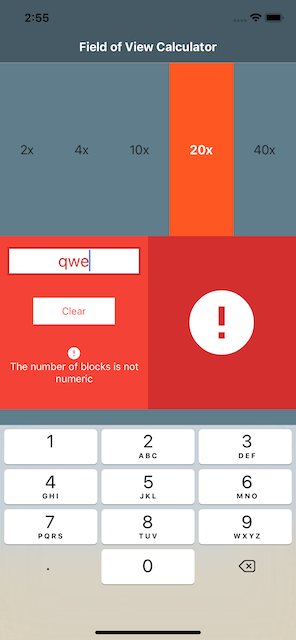 2:55
Field of View Calculator
2x 4x 10x 20x 40x
qwe
Clear
!
The number of blocks is not
numeric
!
1 2 3
ABC DEF
4 5 6
GHI JKL MNO
7 8 9
PQRS TUV WXYZ
. 0